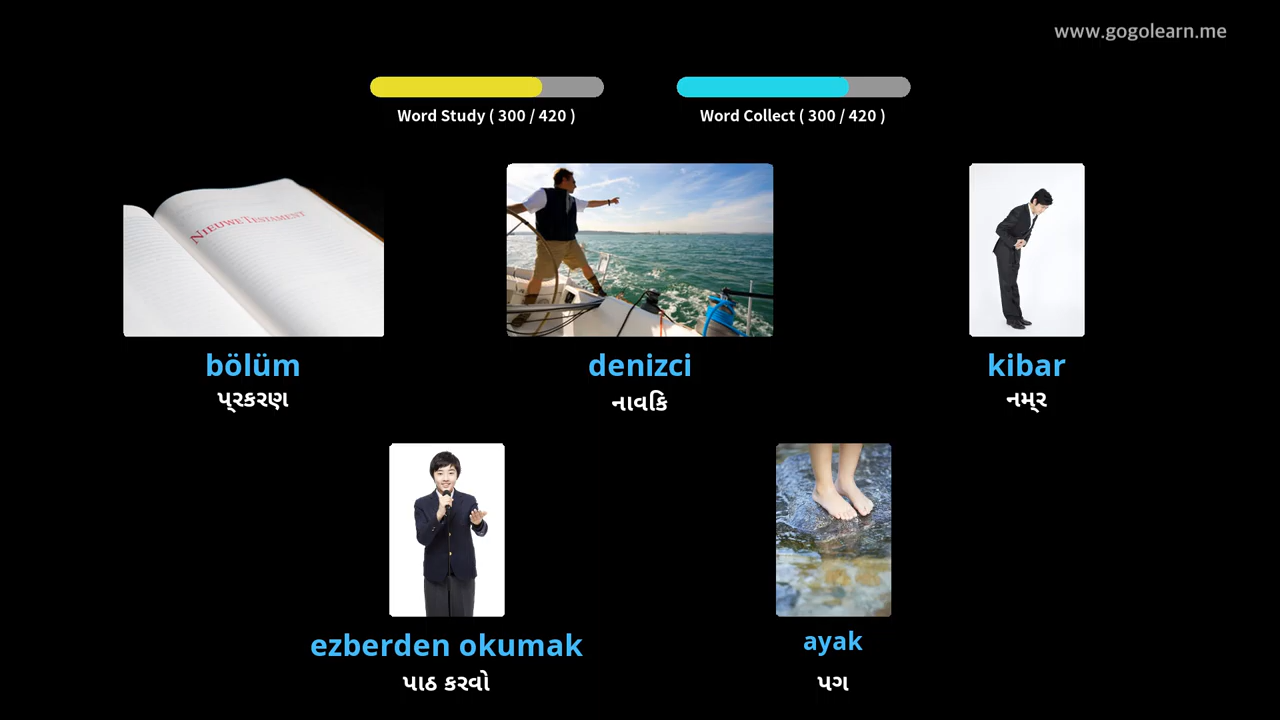 www.gogolearn.me
Word Study ( 300 / 420 )
Word Collect ( 300 / 420 )
NIEUWE TESTAMENT
bölüm
પ્રકરણ
denizci
નાવિક
kibar
નમ્ર
ezberden okumak
પાઠ કરવો
ayak
પગ